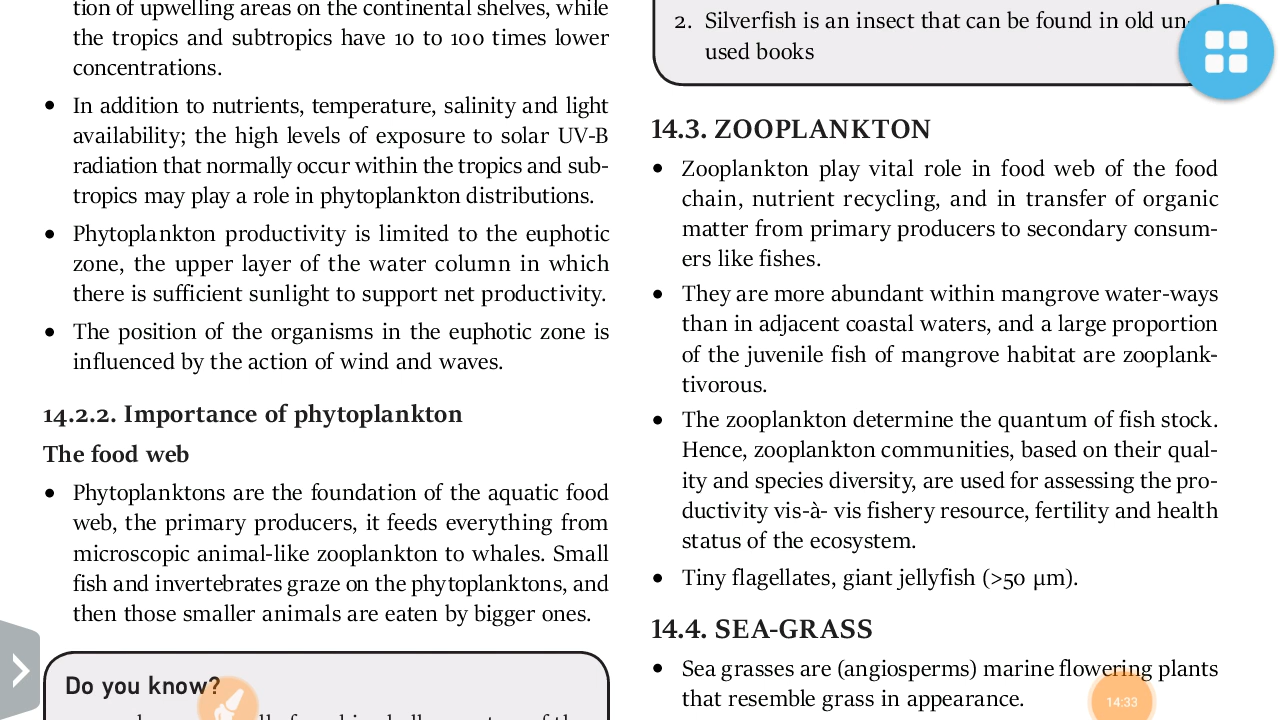 tion of upwelling areas on the continental shelves, while
the tropics and subtropics have 10 to 100 times lower
concentrations.
• In addition to nutrients, temperature, salinity and light
availability; the high levels of exposure to solar UV-B
radiation that normally occur within the tropics and sub-
tropics may play a role in phytoplankton distributions.
• Phytoplankton productivity is limited to the euphotic
zone, the upper layer of the water column in which
there is sufficient sunlight to support net productivity.
• The position of the organisms in the euphotic zone is
influenced by the action of wind and waves.
14.2.2. Importance of phytoplankton
The food web
• Phytoplanktons are the foundation of the aquatic food
web, the primary producers, it feeds everything from
microscopic animal-like zooplankton to whales. Small
fish and invertebrates graze on the phytoplanktons, and
then those smaller animals are eaten by bigger ones.
Do you know?
2. Silverfish is an insect that can be found in old un-
used books
14.3. ZOOPLANKTON
• Zooplankton play vital role in food web of the food
chain, nutrient recycling, and in transfer of organic
matter from primary producers to secondary consum-
ers like fishes.
• They are more abundant within mangrove water-ways
than in adjacent coastal waters, and a large proportion
of the juvenile fish of mangrove habitat are zooplank-
tivorous.
• The zooplankton determine the quantum of fish stock.
Hence, zooplankton communities, based on their qual-
ity and species diversity, are used for assessing the pro-
ductivity vis-à- vis fishery resource, fertility and health
status of the ecosystem.
• Tiny flagellates, giant jellyfish (>50 µm).
14.4. SEA-GRASS
• Sea grasses are (angiosperms) marine flowering plants
that resemble grass in appearance.
14:33